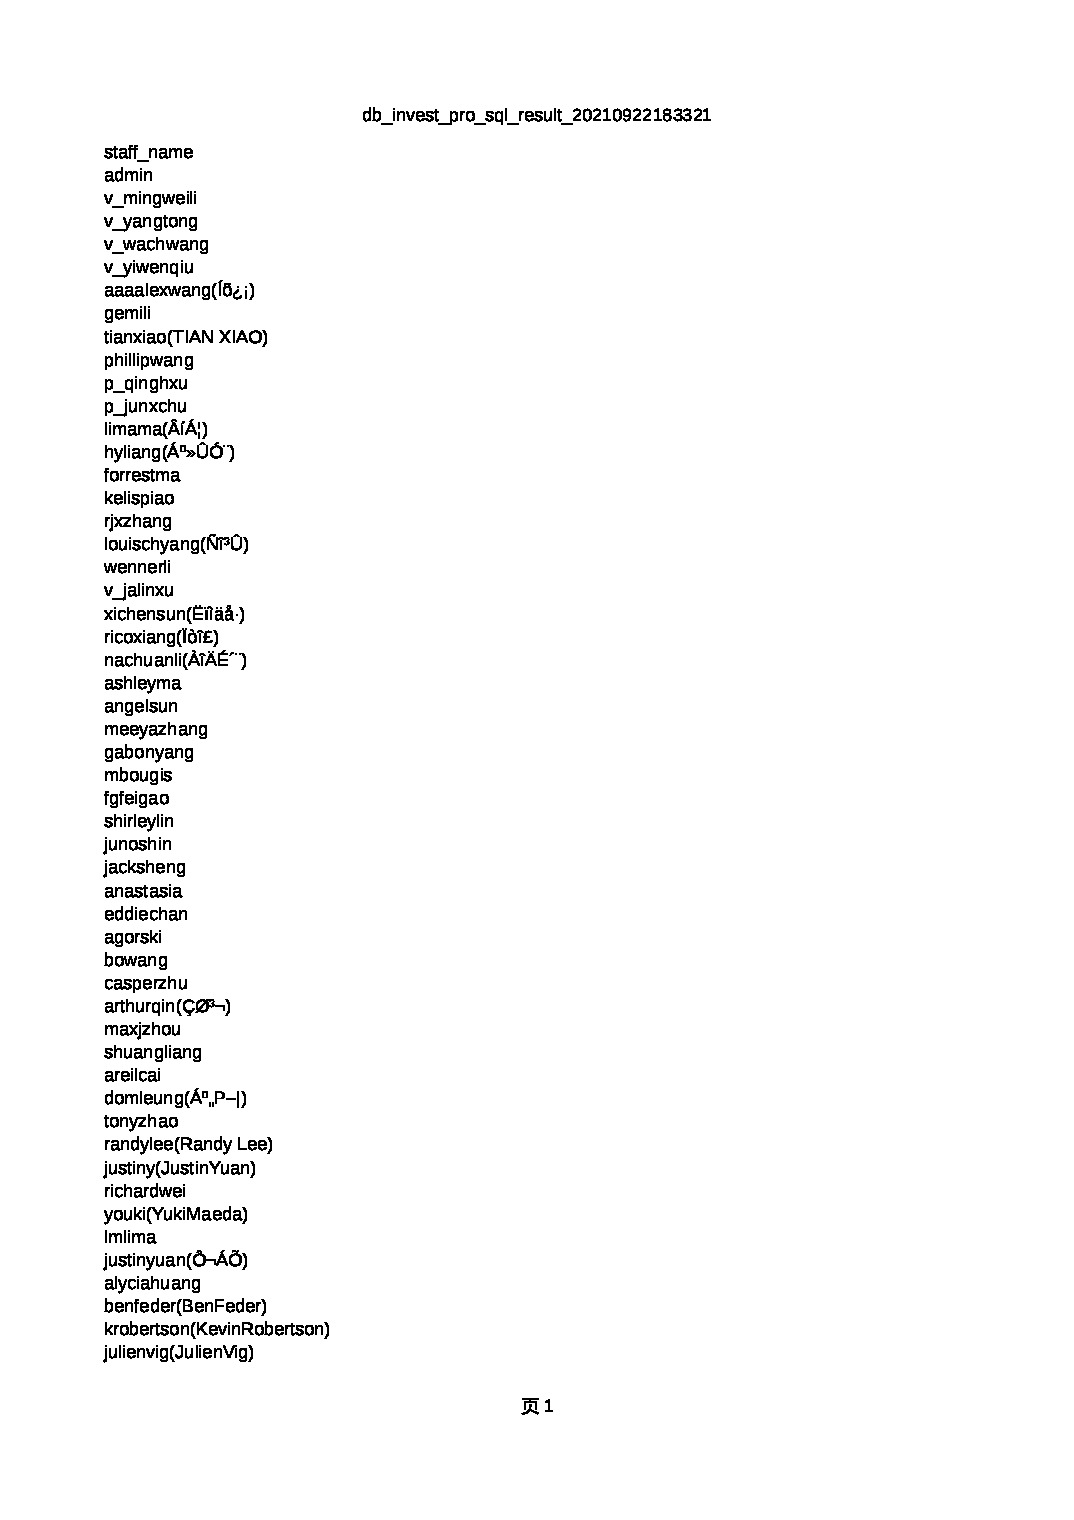 db_invest_pro_sql_result_20210922183321
staff_name
admin
v_mingweili
v_yangtong
v_wachwang
v_yiwenqiu
aaaalexwang(Íõ¿¡)
gemili
tianxiao(TIAN XIAO)
phillipwang
p_qinghxu
p_junxchu
limama(ÂíÁ¦)
hyliang(Áº»ÛÓ¨)
forrestma
kelispiao
rjxzhang
louischyang(Ñî³Û)
wennerli
v_jalinxu
xichensun(ËïÎäå·)
ricoxiang(Ïòî£)
nachuanli(ÀîÄÉ´¨)
ashleyma
angelsun
meeyazhang
gabonyang
mbougis
fgfeigao
shirleylin
junoshin
jacksheng
anastasia
eddiechan
agorski
bowang
casperzhu
arthurqin(ÇØ³¬)
maxjzhou
shuangliang
areilcai
domleung(Áº„P–|)
tonyzhao
randylee(Randy Lee)
justiny(JustinYuan)
richardwei
youki(YukiMaeda)
lmlima
justinyuan(Ô¬ÁÕ)
alyciahuang
benfeder(BenFeder)
krobertson(KevinRobertson)
julienvig(JulienVig)
页 1